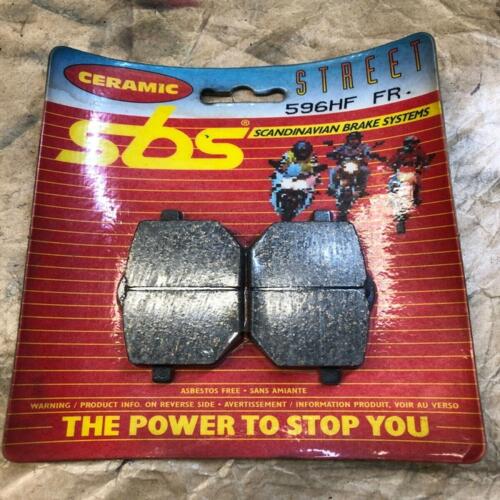 CERAMIC
STREET
596HF FR.
sbs®
SCANDINAVIAN BRAKE SYSTEMS
ASBESTOS FREE • SANS AMIANTE
WARNING / PRODUCT INFO. ON REVERSE SIDE • AVERTISSEMENT / INFORMATION PRODUIT, VOIR AU VERSO
THE POWER TO STOP YOU